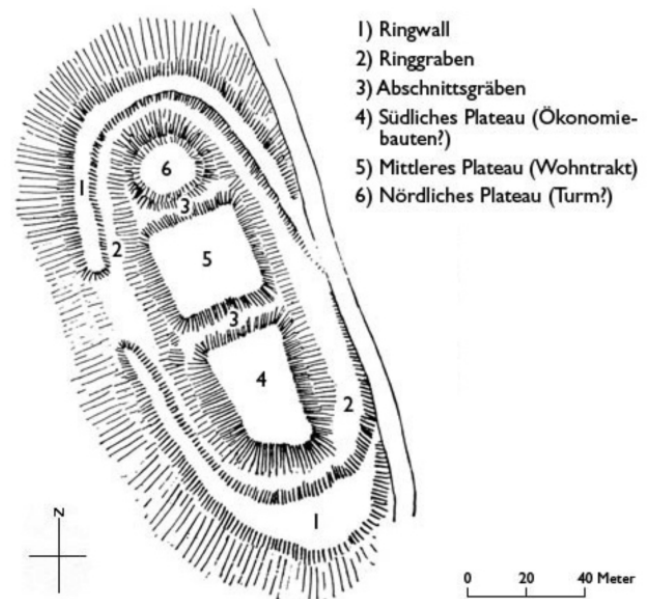 1) Ringwall
2) Ringgraben
3) Abschnittsgräben
4) Südliches Plateau (Ökonomie-
bauten?)
5) Mittleres Plateau (Wohntrakt)
6) Nördliches Plateau (Turm?)
6
1
3
2
5
3
4
2
1
N
0 20 40 Meter